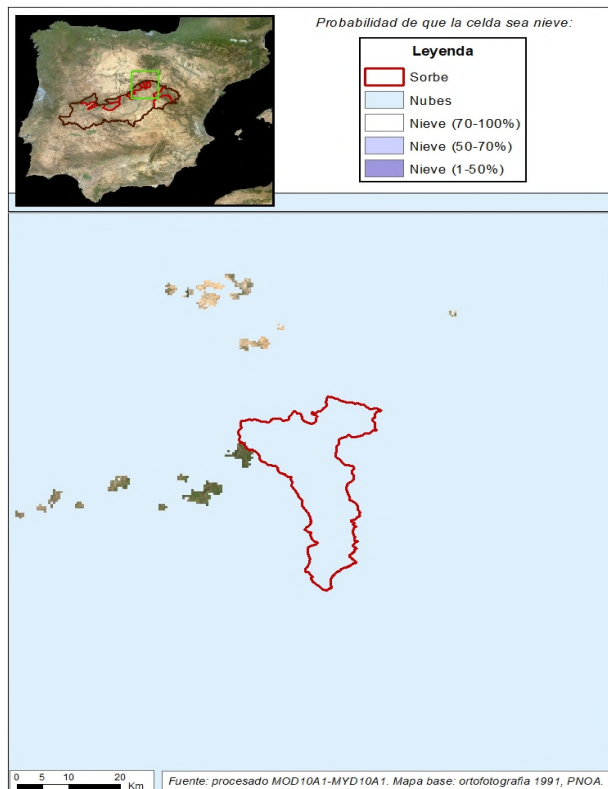 Probabilidad de que la celda sea nieve:
Leyenda
Sorbe
Nubes
Nieve (70-100%)
Nieve (50-70%)
Nieve (1-50%)
0 5 10 20
Km
Fuente: procesado MOD10A1-MYD10A1. Mapa base: ortofotografia 1991, PNOA.